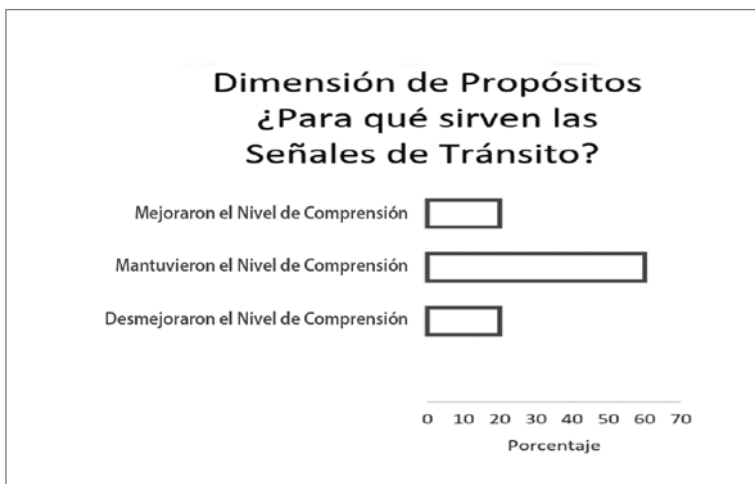 Dimensión de Propósitos
¿Para qué sirven las
Señales de Tránsito?
Mejoraron el Nivel de Comprensión
Mantuvieron el Nivel de Comprensión
Desmejoraron el Nivel de Comprensión
0 10 20 30 40 50 60 70
Porcentaje